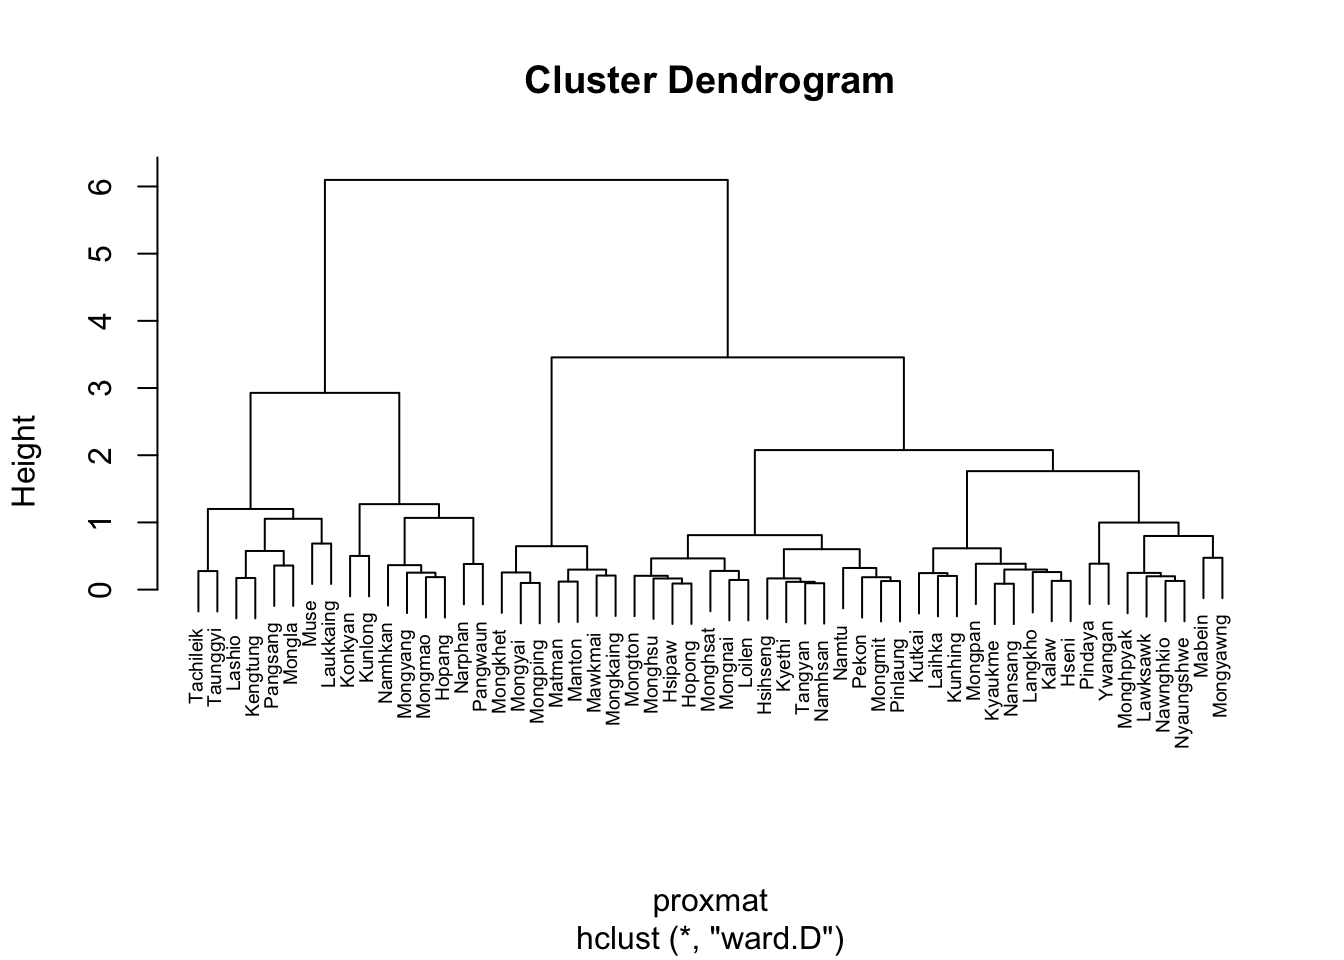 Cluster Dendrogram
Height
6
5
4
3
2
1
0
Tachileik
Taunggyi
Lashio
Kengtung
Pangsang
Mongla
Muse
Laukkaing
Konkyan
Kunlong
Namhkan
Mongyang
Mongmao
Hopang
Narphan
Pangwaun
Mongkhet
Mongyai
Mongping
Matman
Manton
Mawkmai
Mongkaing
Mongton
Monghsu
Hsipaw
Hopong
Monghsat
Mongnai
Loilen
Hsihseng
Kyethi
Tangyan
Namhsan
Namtu
Pekon
Mongmit
Pinlaung
Kutkai
Laihka
Kunhing
Mongpan
Kyaukme
Nansang
Langkho
Kalaw
Hseni
Pindaya
Ywangan
Monghpyak
Lawksawk
Nawnghkio
Nyaungshwe
Mabein
Mongyawng
proxmat
hclust (*, "ward.D")